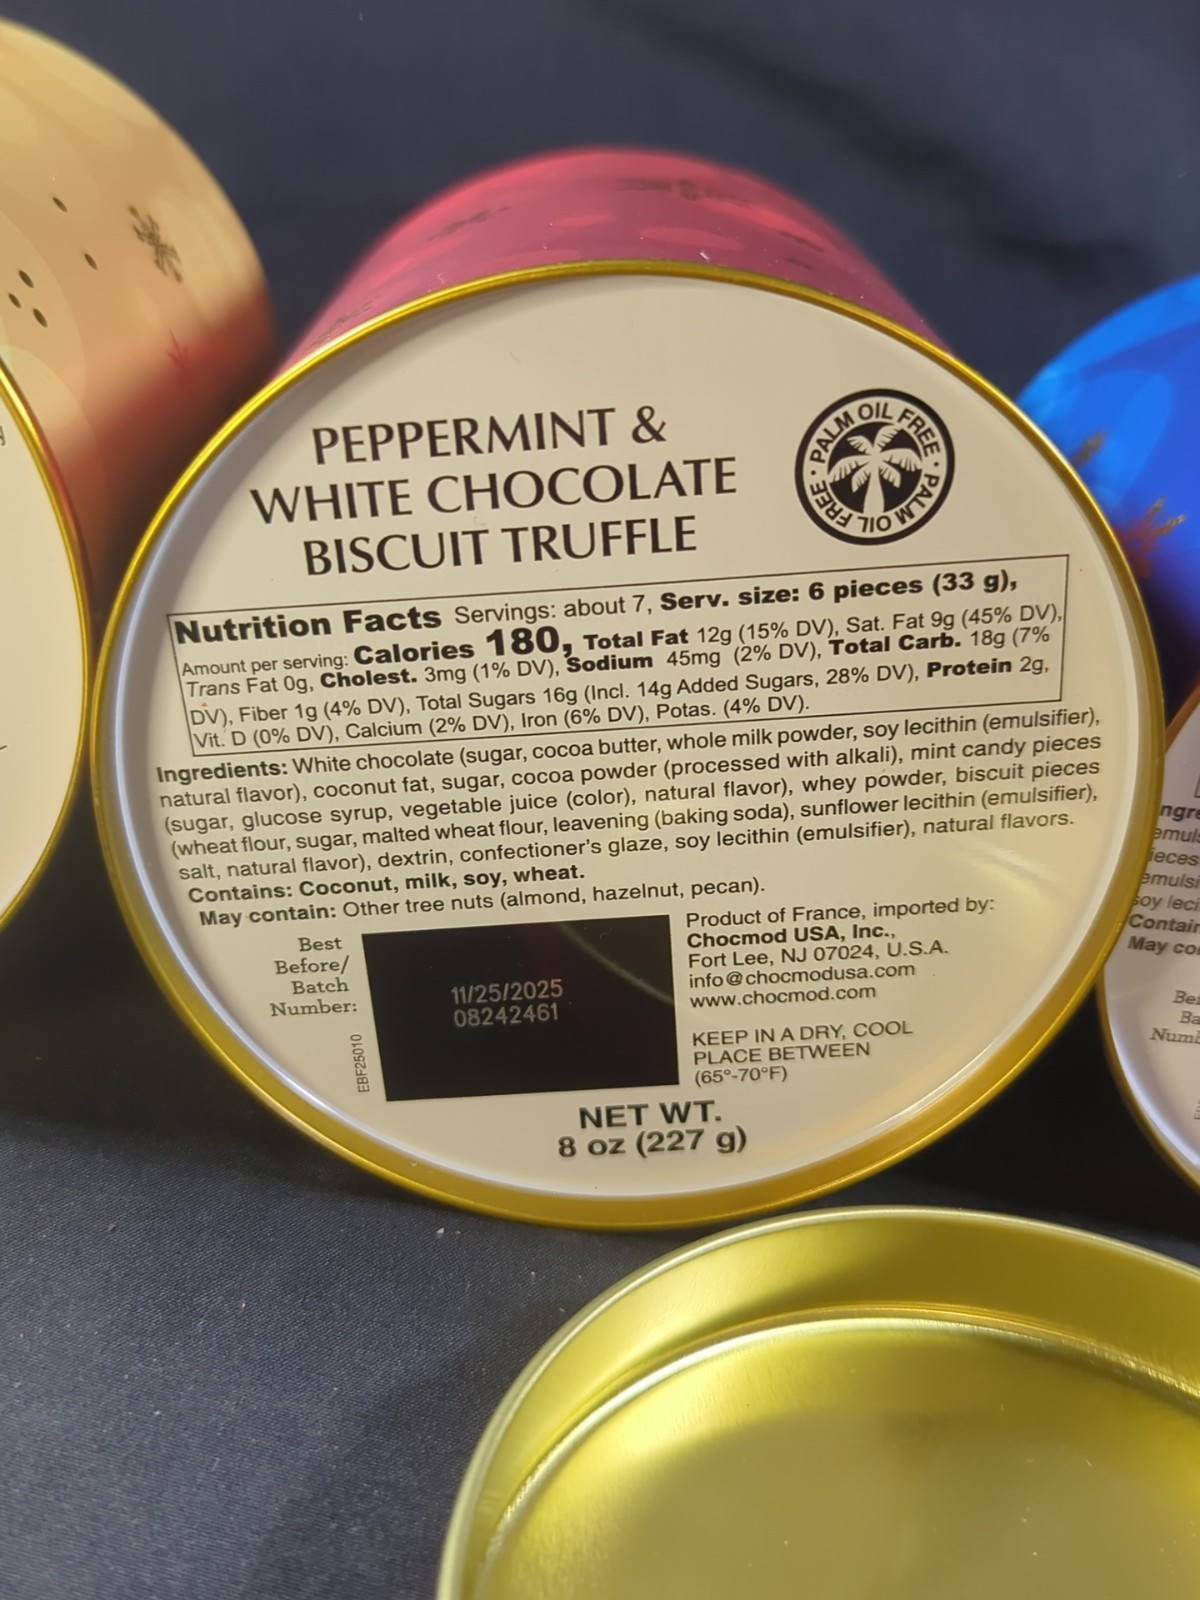 PEPPERMINT &
WHITE CHOCOLATE
BISCUIT TRUFFLE
PALM OIL FREE · PALM OIL FREE ·
Nutrition Facts Servings: about 7, Serv. size: 6 pieces (33 g),
Amount per serving: Calories 180, Total Fat 12g (15% DV), Sat. Fat 9g (45% DV),
Trans Fat 0g, Cholest. 3mg (1% DV), Sodium 45mg (2% DV), Total Carb. 18g (7%
DV), Fiber 1g (4% DV), Total Sugars 16g (Incl. 14g Added Sugars, 28% DV), Protein 2g,
Vit. D (0% DV), Calcium (2% DV), Iron (6% DV), Potas. (4% DV).
Ingredients: White chocolate (sugar, cocoa butter, whole milk powder, soy lecithin (emulsifier),
natural flavor), coconut fat, sugar, cocoa powder (processed with alkali), mint candy pieces
(sugar, glucose syrup, vegetable juice (color), natural flavor), whey powder, biscuit pieces
(wheat flour, sugar, malted wheat flour, leavening (baking soda), sunflower lecithin (emulsifier),
salt, natural flavor), dextrin, confectioner's glaze, soy lecithin (emulsifier), natural flavors.
Contains: Coconut, milk, soy, wheat.
May contain: Other tree nuts (almond, hazelnut, pecan).
Best
Before/
Batch
Number:
11/25/2025
08242461
EBF25010
Product of France, imported by:
Chocmod USA, Inc.,
Fort Lee, NJ 07024, U.S.A.
info@chocmodusa.com
www.chocmod.com
KEEP IN A DRY, COOL
PLACE BETWEEN
(65°-70°F)
NET WT.
8 oz (227 g)